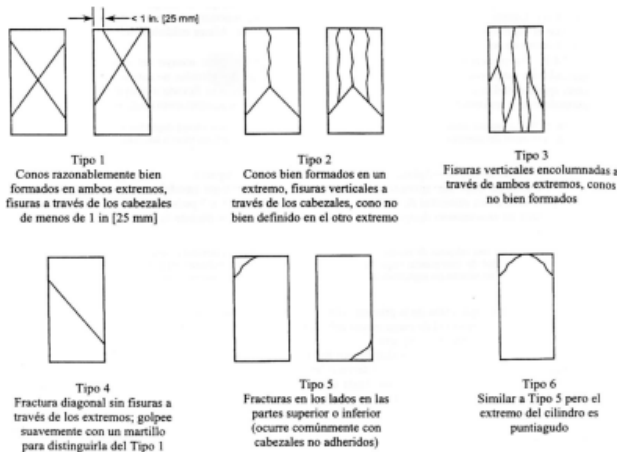 < 1 in. [25 mm]
Tipo 1
Conos razonablemente bien
formados en ambos extremos,
fisuras a través de los cabezales
de menos de 1 in [25 mm]
Tipo 2
Conos bien formados en un
extremo, fisuras verticales a
través de los cabezales, cono no
bien definido en el otro extremo
Tipo 3
Fisuras verticales encolumnadas a
través de ambos extremos, conos
no bien formados
Tipo 4
Fractura diagonal sin fisuras a
través de los extremos; golpee
suavemente con un martillo
para distinguirla del Tipo 1
Tipo 5
Fracturas en los lados en las
partes superior o inferior
(ocurre comúnmente con
cabezales no adheridos)
Tipo 6
Similar a Tipo 5 pero el
extremo del cilindro es
puntiagudo